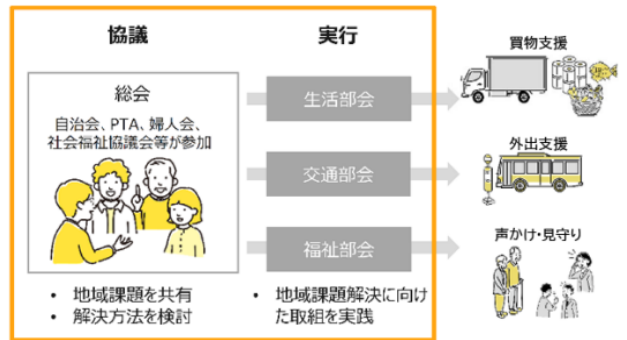 協議
総会
自治会、PTA、婦人会、
社会福祉協議会等が参加
• 地域課題を共有
• 解決方法を検討
実行
生活部会
交通部会
福祉部会
• 地域課題解決に向け
た取組を実践
買物支援
外出支援
声かけ・見守り